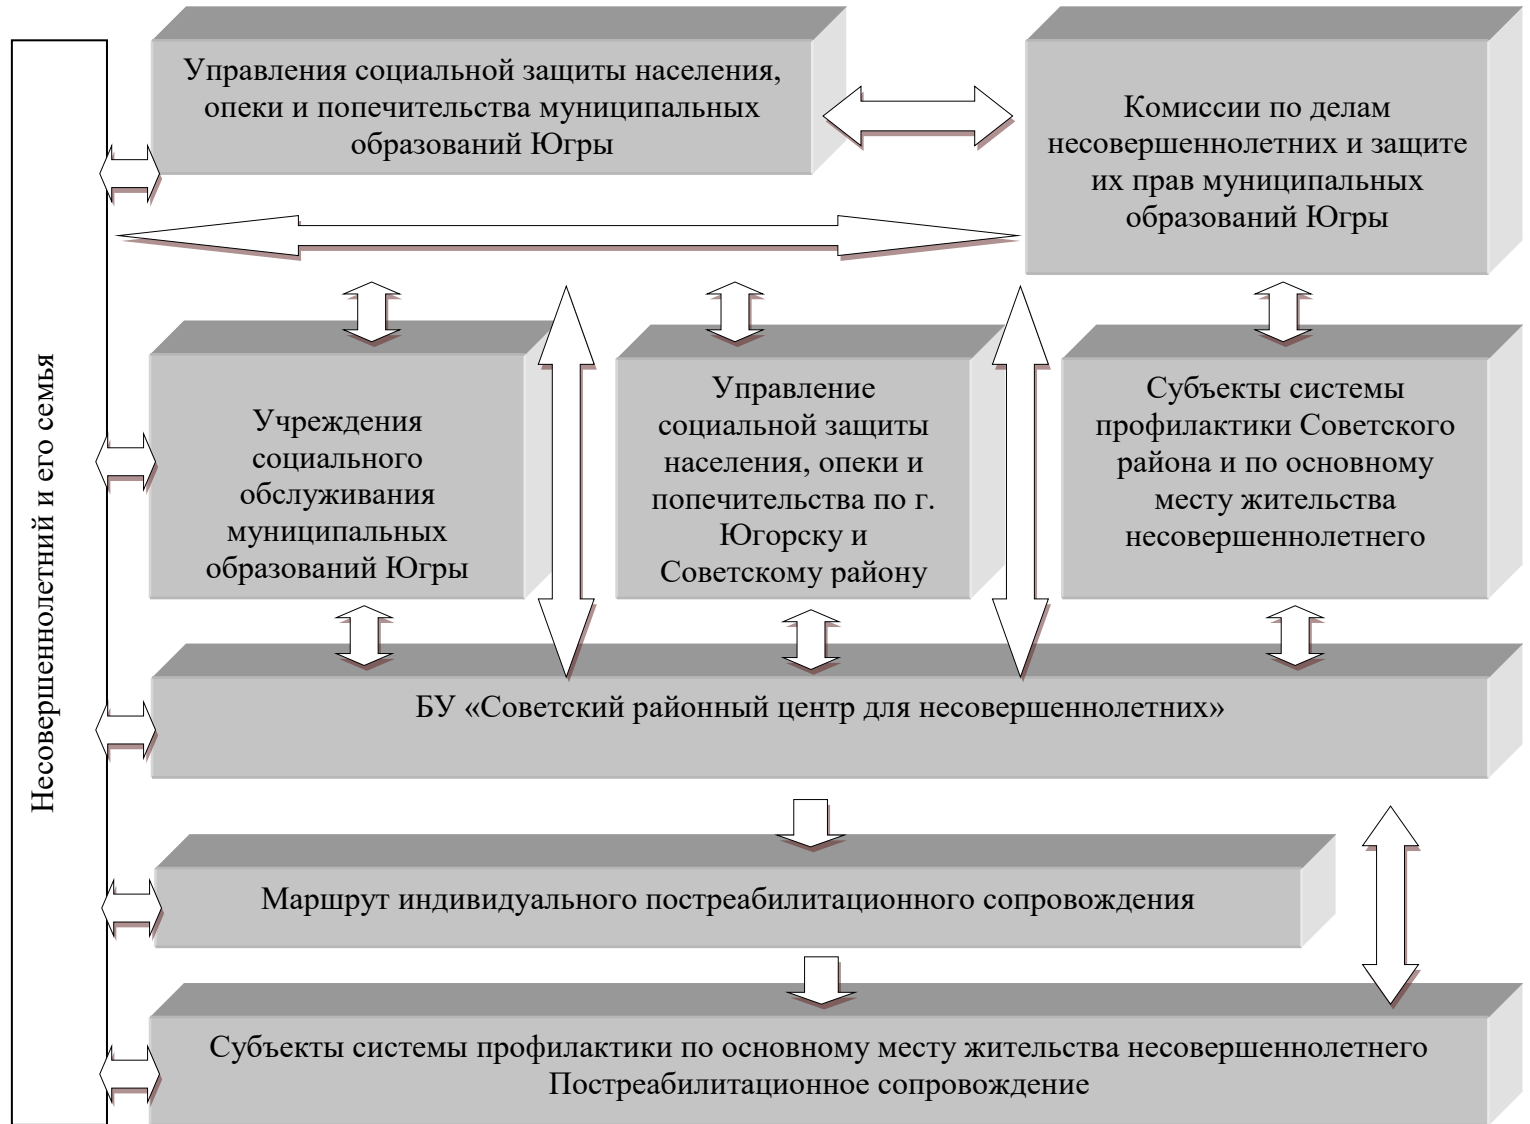 Несовершеннолетний и его семья
Управления социальной защиты населения,
опеки и попечительства муниципальных
образований Югры
Комиссии по делам
несовершеннолетних и защите
их прав муниципальных
образований Югры
Учреждения
социального
обслуживания
муниципальных
образований Югры
Управление
социальной защиты
населения, опеки и
попечительства по г.
Югорску и
Советскому району
Субъекты системы
профилактики Советского
района и по основному
месту жительства
несовершеннолетнего
БУ «Советский районный центр для несовершеннолетних»
Маршрут индивидуального постреабилитационного сопровождения
Субъекты системы профилактики по основному месту жительства несовершеннолетнего
Постреабилитационное сопровождение